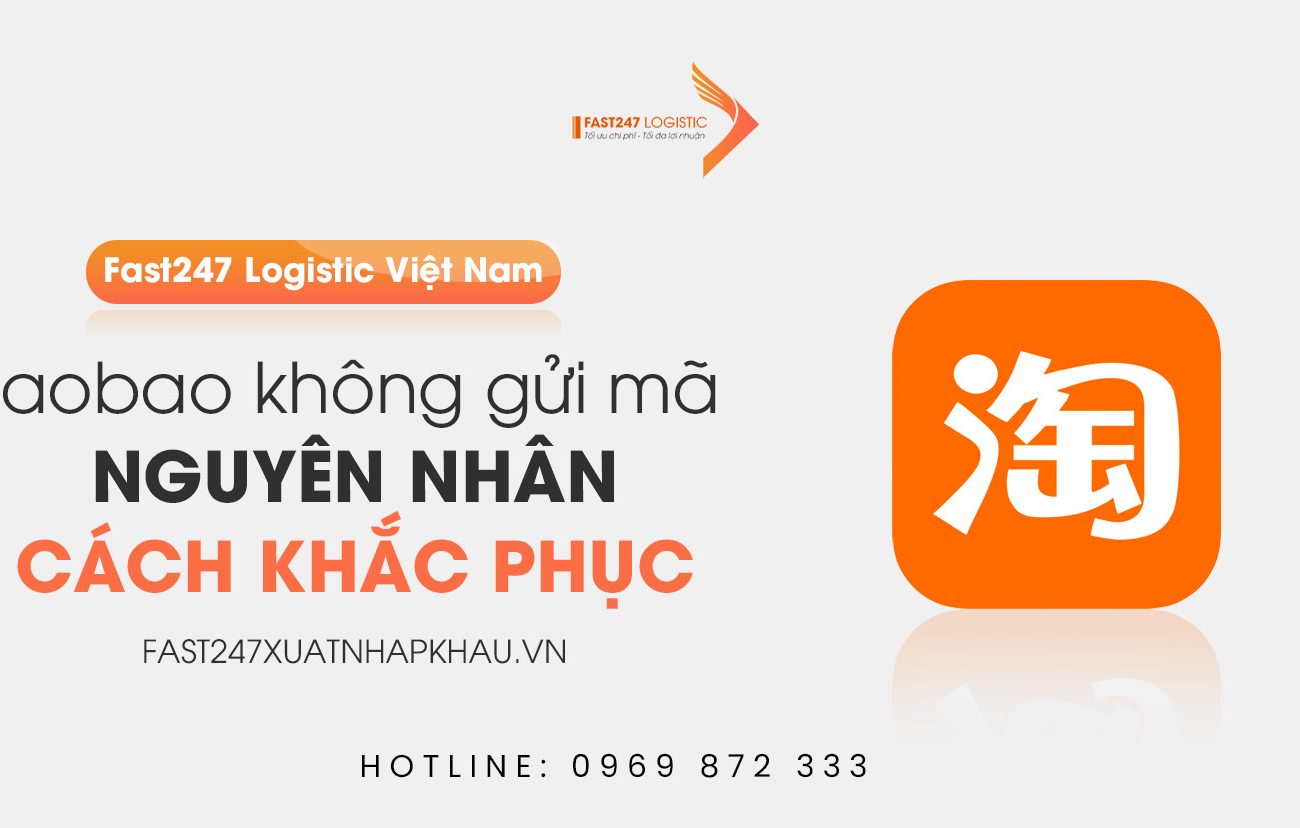 FAST247 LOGISTIC
Tối ưu chi phí - Tối đa lợi nhuận
Fast247 Logistic Việt Nam
aobao không gửi mã
NGUYÊN NHÂN
CÁCH KHẮC PHỤC
淘
FAST247XUATNHAPKHAU.VN
HOTLINE: 0969 872 333